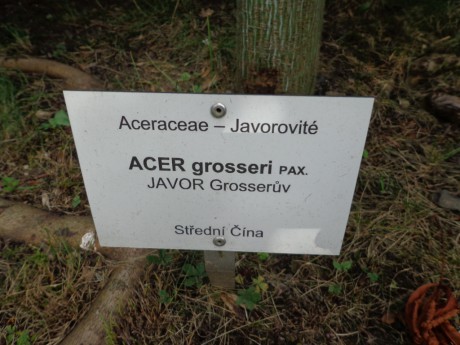 Aceraceae – Javorovité
ACER grosseri PAX.
JAVOR Grosserův
Střední Čína